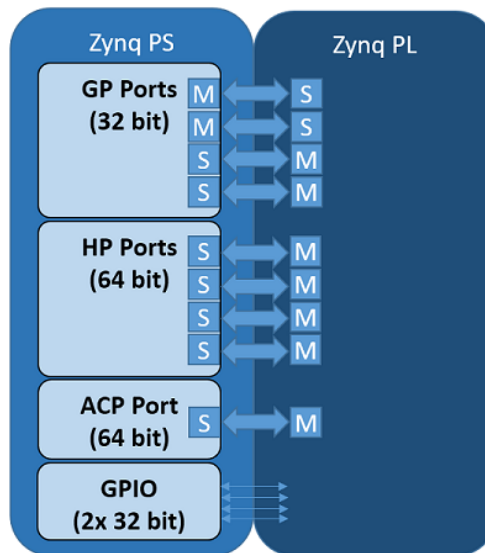 Zynq PS
Zynq PL
GP Ports
(32 bit)
M S
M S
S M
S M
HP Ports
(64 bit)
S M
S M
S M
S M
ACP Port
(64 bit)
S M
GPIO
(2x 32 bit)